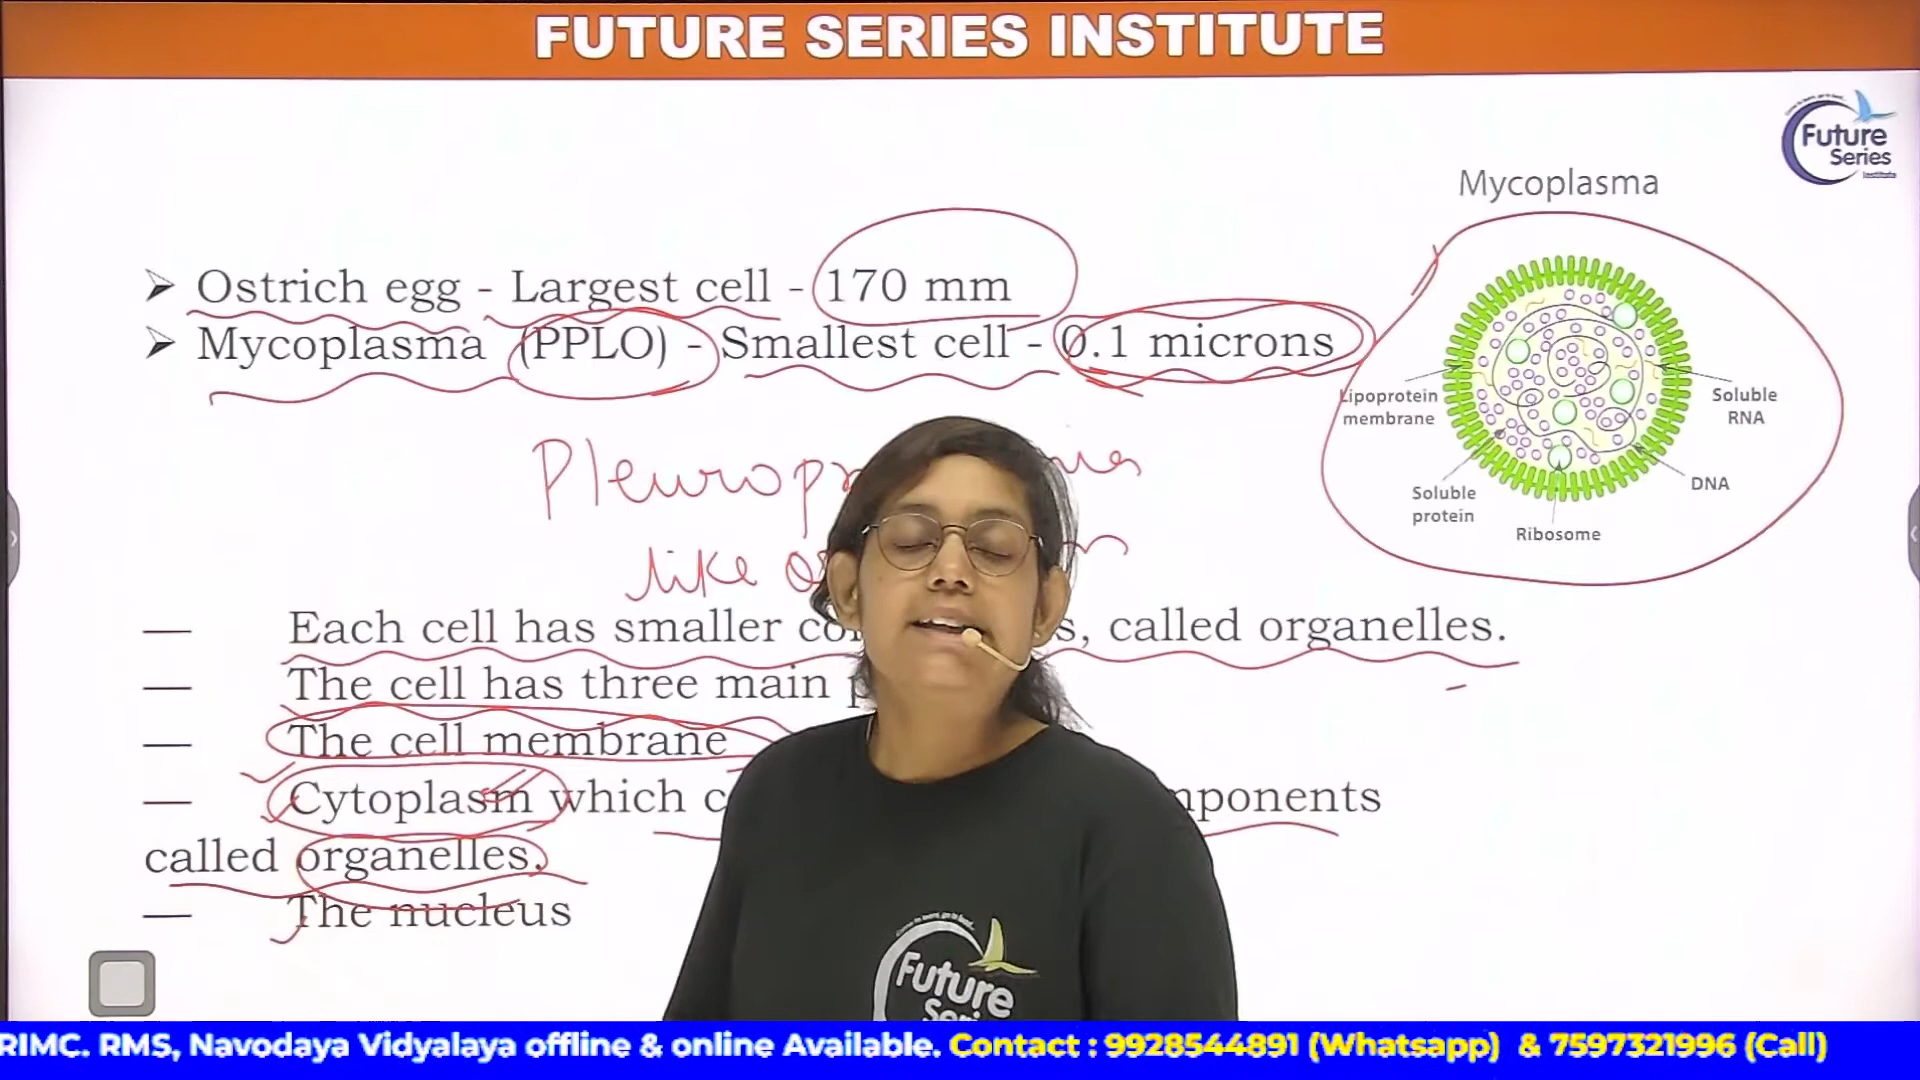 FUTURE SERIES INSTITUTE
Future
Series
Institute
Mycoplasma
➢ Ostrich egg - Largest cell - 170 mm
➢ Mycoplasma (PPLO) - Smallest cell - 0.1 microns
Lipoprotein
membrane
Soluble
RNA
DNA
Soluble
protein
Ribosome
like
— Each cell has smaller called organelles.
— The cell has three main
— The cell membrane
— Cytoplasm which
called organelles.
— The nucleus
Future
RIMC. RMS, Navodaya Vidyalaya offline & online Available. Contact : 9928544891 (Whatsapp) & 7597321996 (Call)